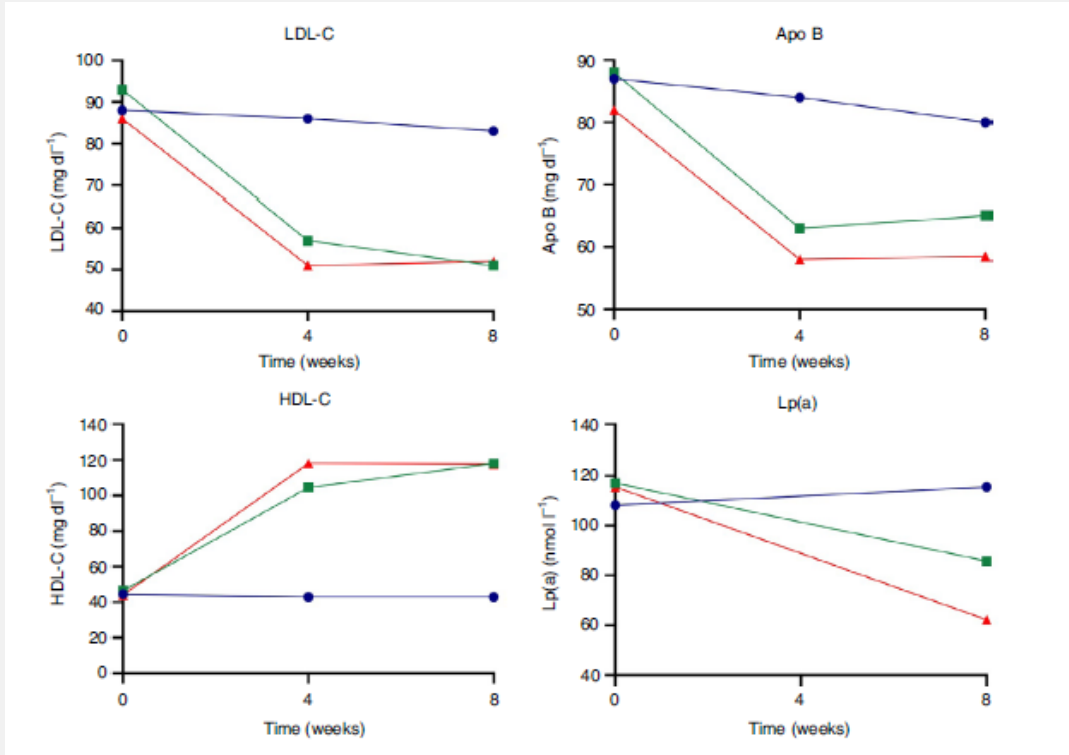 LDL-C
100
90
80
70
60
50
40
LDL-C (mg dl⁻¹)
0 4 8
Time (weeks)
Apo B
90
80
70
60
50
Apo B (mg dl⁻¹)
0 4 8
Time (weeks)
HDL-C
140
120
100
80
60
40
20
0
HDL-C (mg dl⁻¹)
0 4 8
Time (weeks)
Lp(a)
140
120
100
80
60
40
Lp(a) (nmol l⁻¹)
0 4 8
Time (weeks)